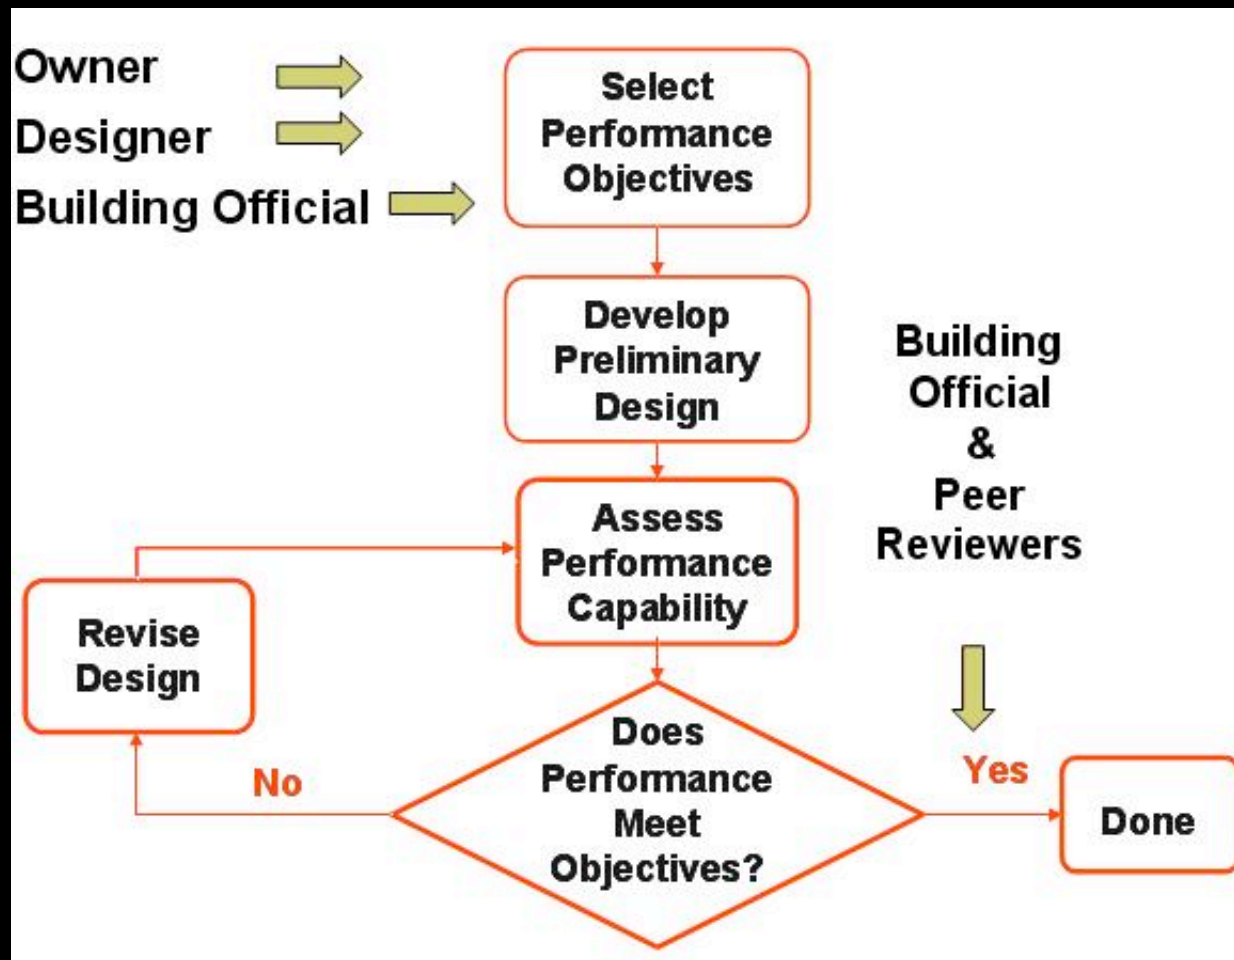 Owner
Designer
Building Official
Select
Performance
Objectives
Develop
Preliminary
Design
Building
Official
&
Peer
Reviewers
Assess
Performance
Capability
Revise
Design
Does
Performance
Meet
Objectives?
No
Yes
Done